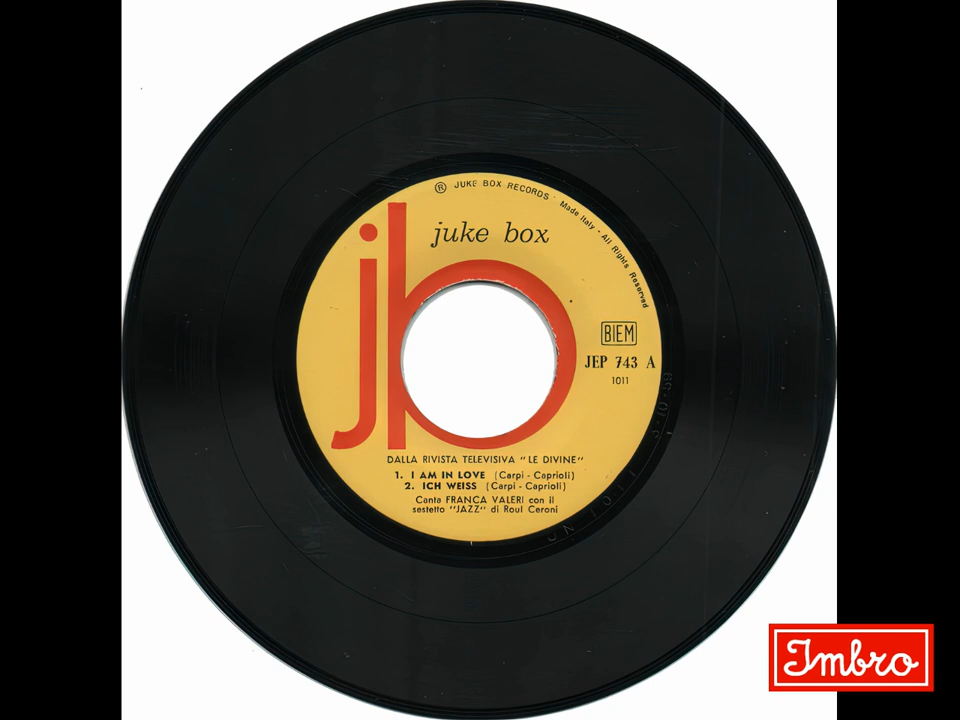 ® JUKE BOX RECORDS · Made Italy - All Rights Reserved
juke box
jb
BIEM
JEP 743 A
1011
DALLA RIVISTA TELEVISIVA "LE DIVINE"
1. I AM IN LOVE (Carpi - Caprioli)
2. ICH WEISS (Carpi - Caprioli)
Canta FRANCA VALERI con il
sestetto "JAZZ" di Roul Ceroni
Imbro